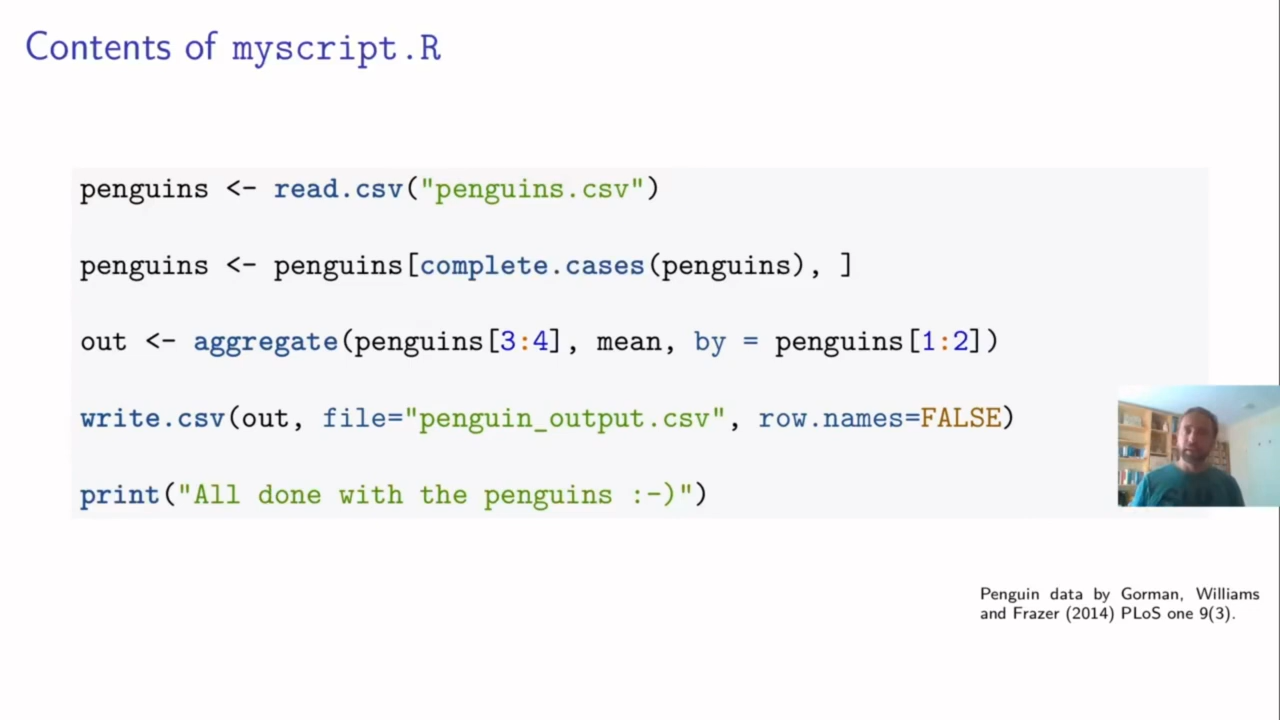 Contents of myscript.R
penguins <- read.csv("penguins.csv")
penguins <- penguins[complete.cases(penguins), ]
out <- aggregate(penguins[3:4], mean, by = penguins[1:2])
write.csv(out, file="penguin_output.csv", row.names=FALSE)
print("All done with the penguins :-)")
Penguin data by Gorman, Williams
and Frazer (2014) PLoS one 9(3).